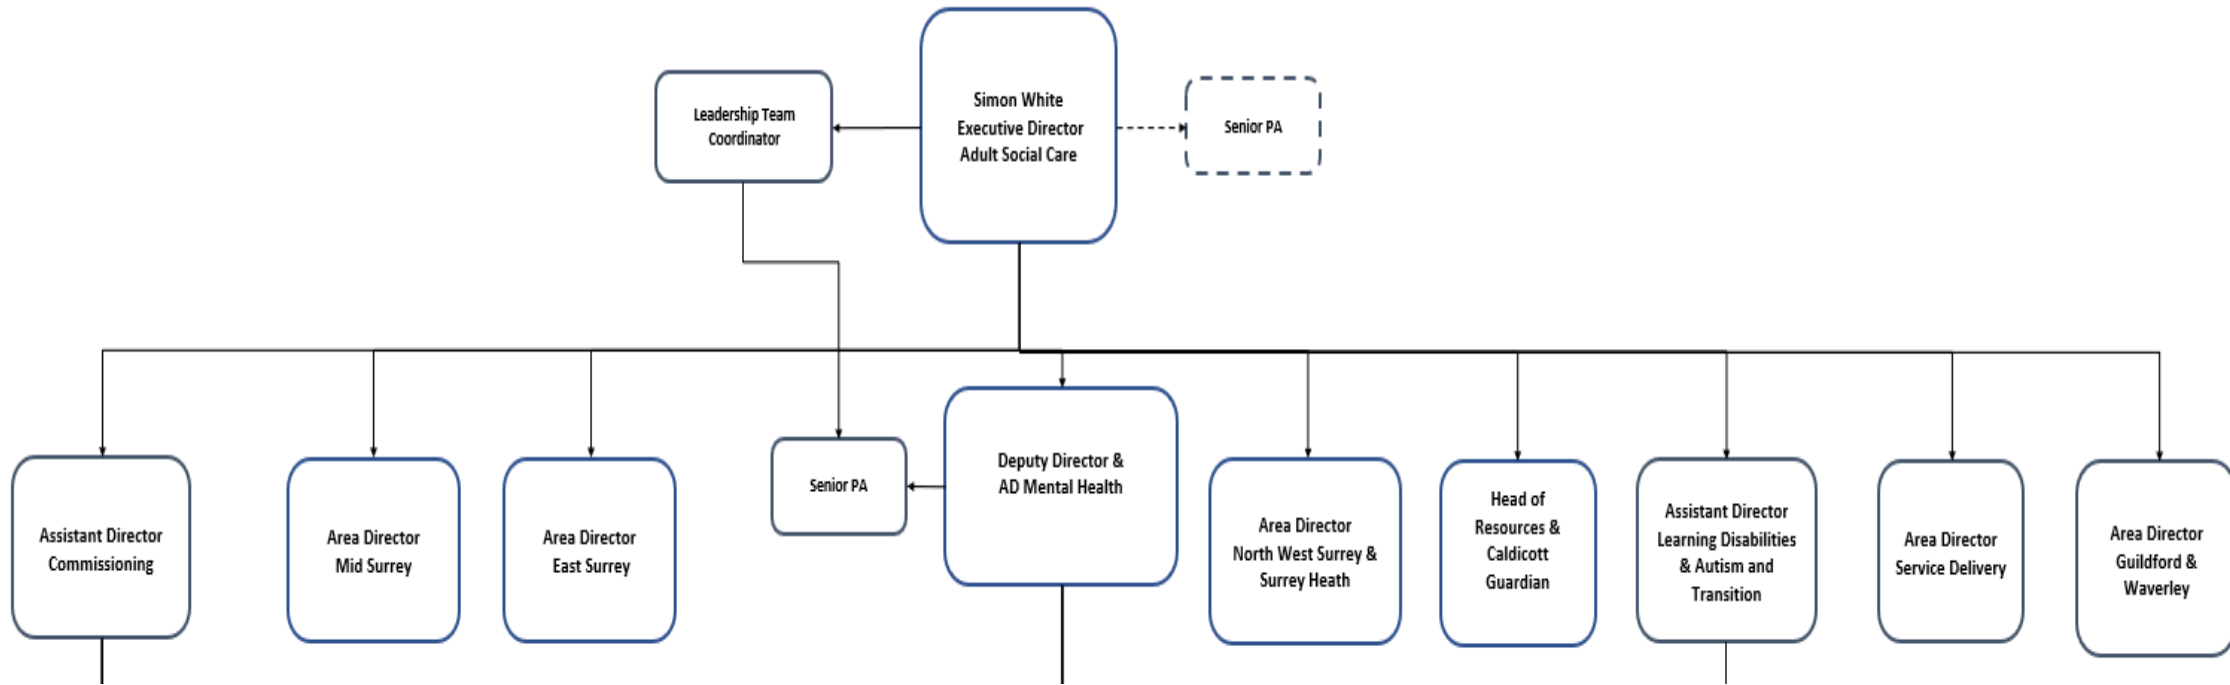 Simon White
Executive Director
Adult Social Care
Leadership Team
Coordinator
Senior PA
Assistant Director
Commissioning
Area Director
Mid Surrey
Area Director
East Surrey
Senior PA
Deputy Director &
AD Mental Health
Area Director
North West Surrey &
Surrey Heath
Head of
Resources &
Caldicott
Guardian
Assistant Director
Learning Disabilities
& Autism and
Transition
Area Director
Service Delivery
Area Director
Guildford &
Waverley